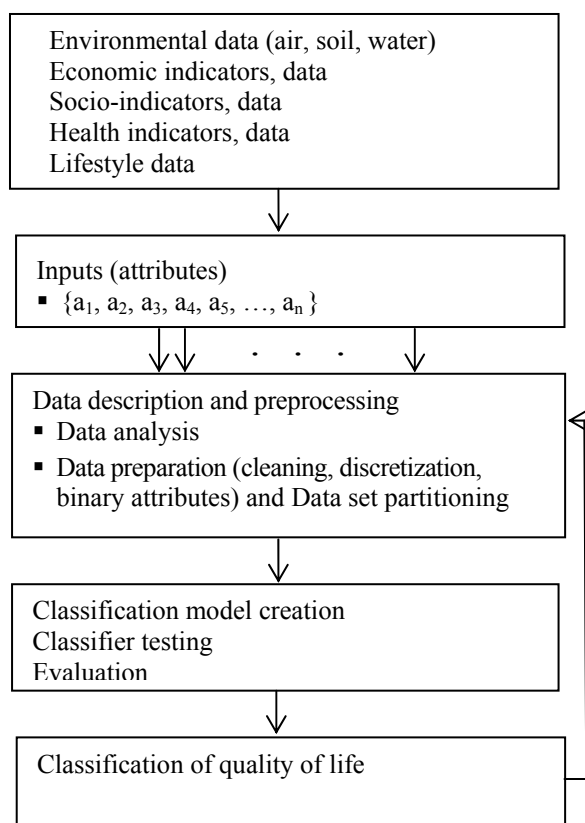 Environmental data (air, soil, water)
Economic indicators, data
Socio-indicators, data
Health indicators, data
Lifestyle data
Inputs (attributes)
▪ {a₁, a₂, a₃, a₄, a₅, …, aₙ }
. . .
Data description and preprocessing
▪ Data analysis
▪ Data preparation (cleaning, discretization,
binary attributes) and Data set partitioning
Classification model creation
Classifier testing
Evaluation
Classification of quality of life